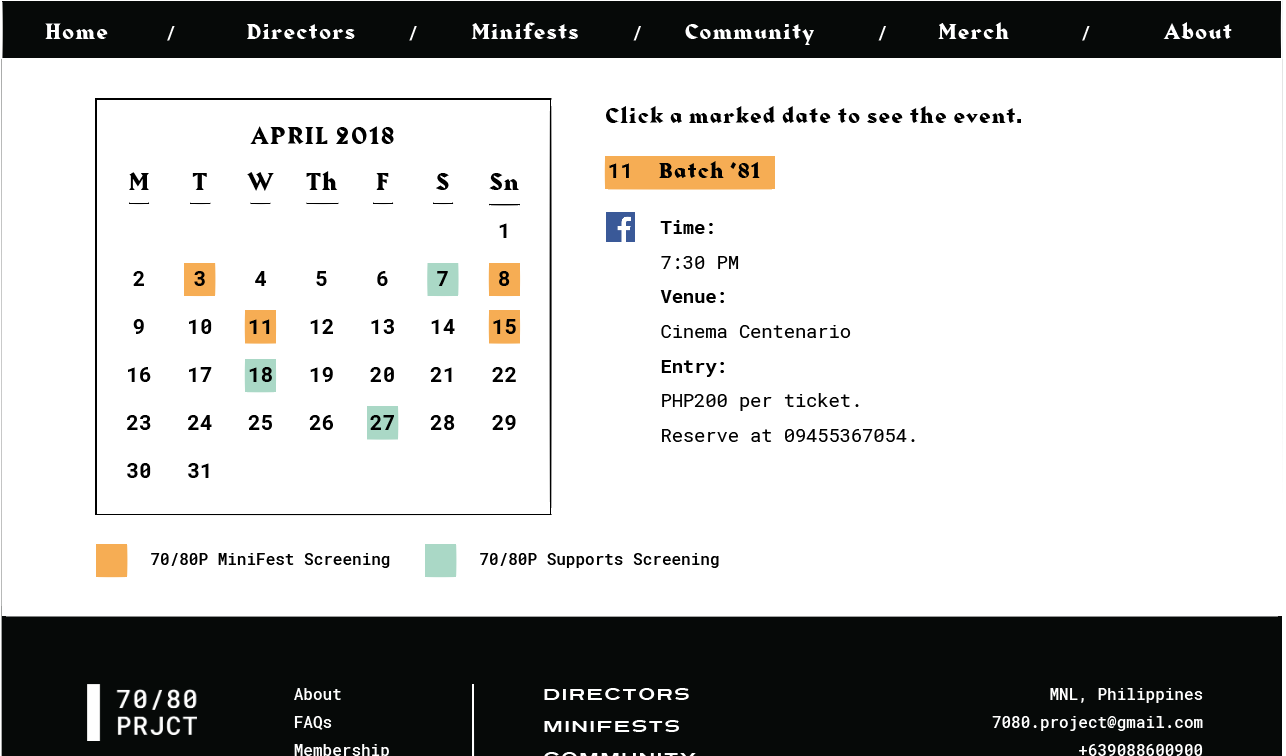 Home / Directors / Minifests / Community / Merch / About
APRIL 2018
M T W Th F S Sn
1
2 3 4 5 6 7 8
9 10 11 12 13 14 15
16 17 18 19 20 21 22
23 24 25 26 27 28 29
30 31
Click a marked date to see the event.
11 Batch '81
Time:
7:30 PM
Venue:
Cinema Centenario
Entry:
PHP200 per ticket.
Reserve at 09455367054.
70/80P MiniFest Screening
70/80P Supports Screening
70/80
PRJCT
About
FAQs
Membership
DIRECTORS
MINIFESTS
COMMUNITY
MNL, Philippines
7080.project@gmail.com
+639088600900